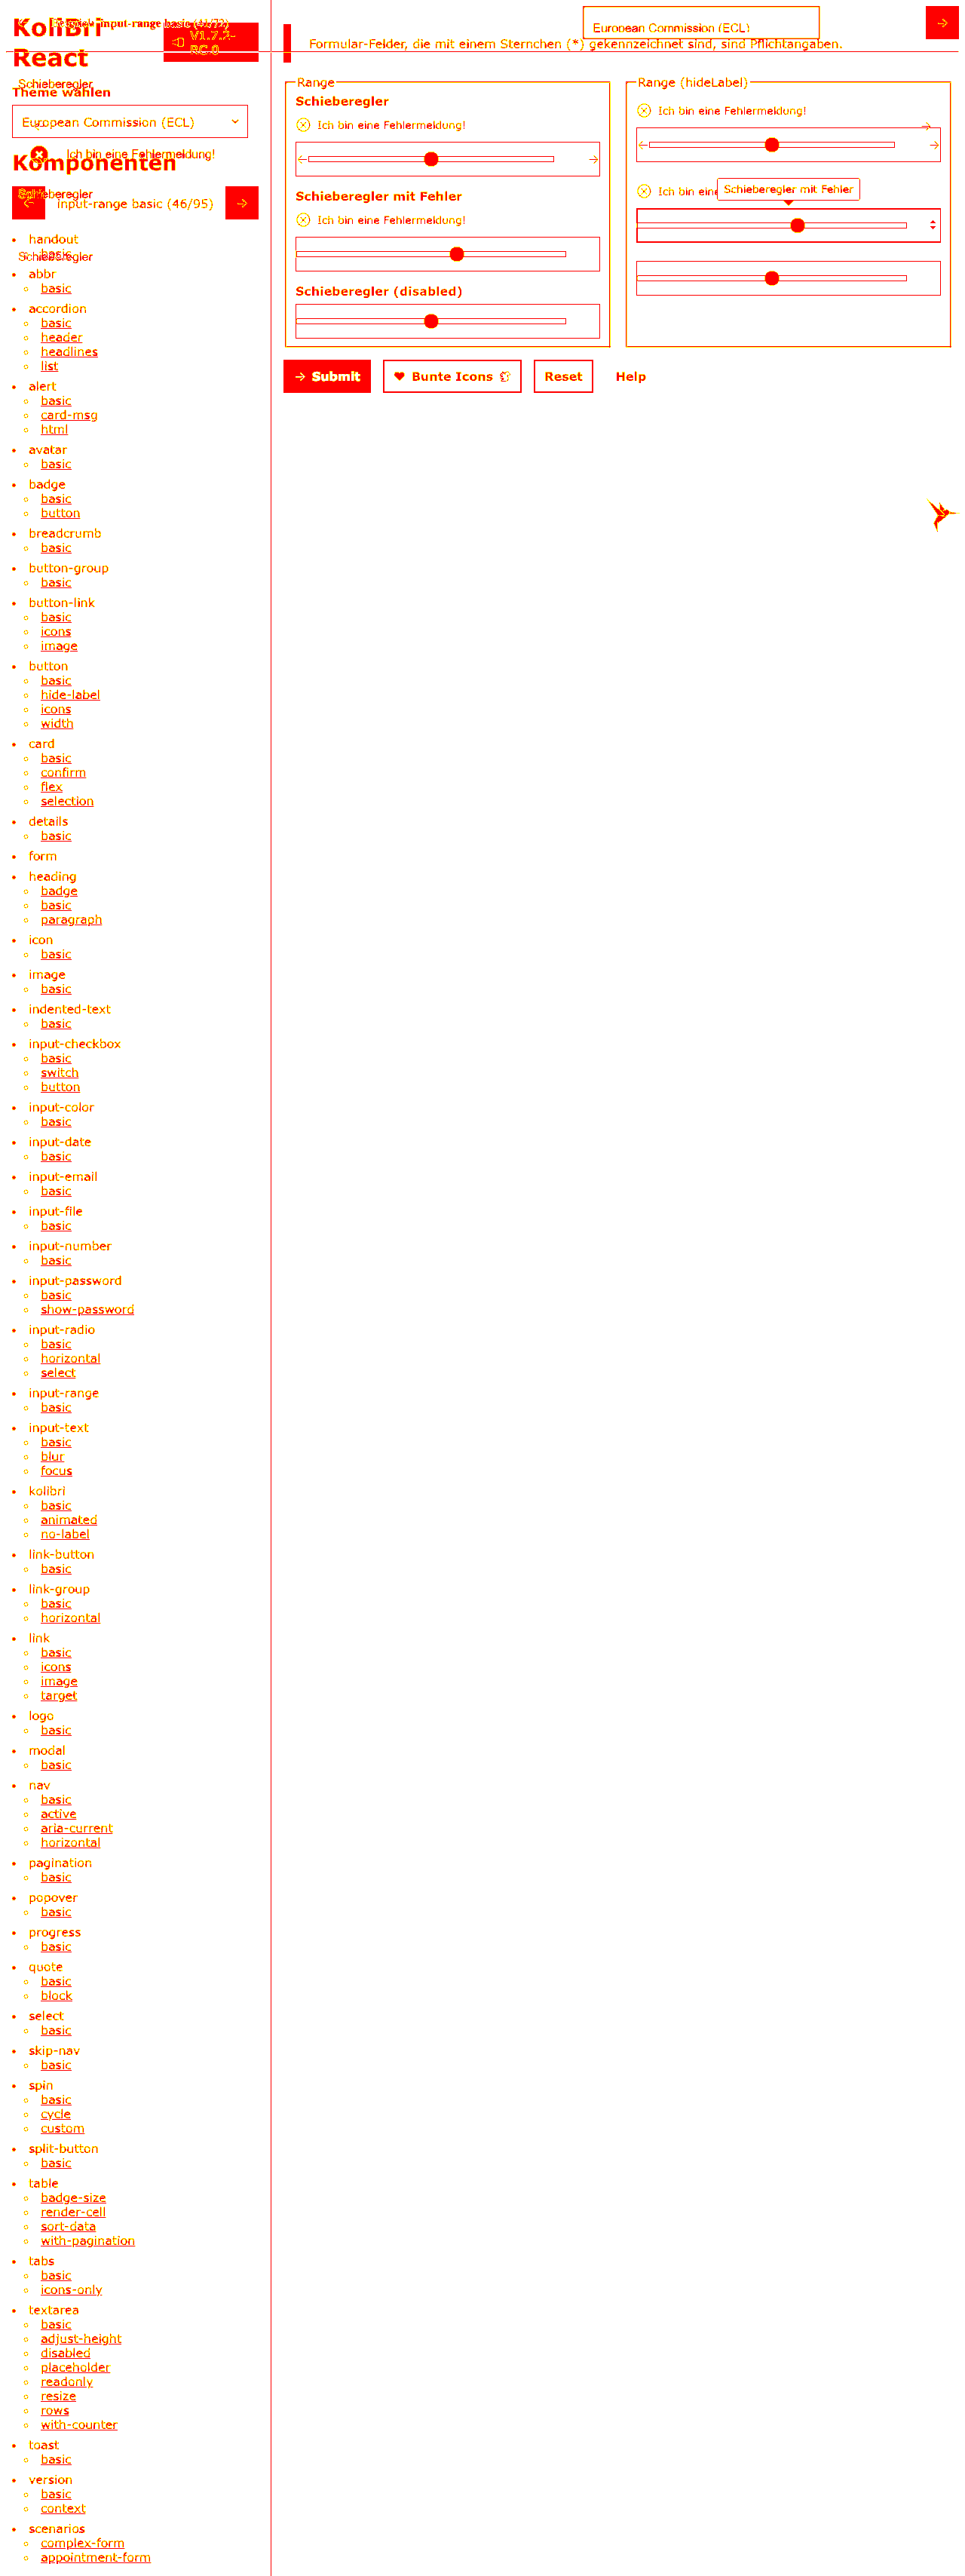 KoliBri
React
V1.7.2-
RC.0
Schieberegler
Theme wählen
European Commission (ECL)
Ich bin eine Fehlermeldung!
Komponenten
Schieberegler
input-range basic (46/95)
Schieberegler
handout
basic
abbr
basic
accordion
basic
header
headlines
list
alert
basic
card-msg
html
avatar
basic
badge
basic
button
breadcrumb
basic
button-group
basic
button-link
basic
icons
image
button
basic
hide-label
icons
width
card
basic
confirm
flex
selection
details
basic
form
heading
badge
basic
paragraph
icon
basic
image
basic
indented-text
basic
input-checkbox
basic
switch
button
input-color
basic
input-date
basic
input-email
basic
input-file
basic
input-number
basic
input-password
basic
show-password
input-radio
basic
horizontal
select
input-range
basic
input-text
basic
blur
focus
kolibri
basic
animated
no-label
link-button
basic
link-group
basic
horizontal
link
basic
icons
image
target
logo
basic
modal
basic
nav
basic
active
aria-current
horizontal
pagination
basic
popover
basic
progress
basic
quote
basic
block
select
basic
skip-nav
basic
spin
basic
cycle
custom
split-button
basic
table
badge-size
render-cell
sort-data
with-pagination
tabs
basic
icons-only
textarea
basic
adjust-height
disabled
placeholder
readonly
resize
rows
with-counter
toast
basic
version
basic
context
scenarios
complex-form
appointment-form
European Commission (ECL)
Formular-Felder, die mit einem Sternchen (*) gekennzeichnet sind, sind Pflichtangaben.
Range
Schieberegler
Ich bin eine Fehlermeldung!
Schieberegler mit Fehler
Ich bin eine Fehlermeldung!
Schieberegler (disabled)
Range (hideLabel)
Ich bin eine Fehlermeldung!
Ich bin eine
Schieberegler mit Fehler
Submit
Bunte Icons
Reset
Help